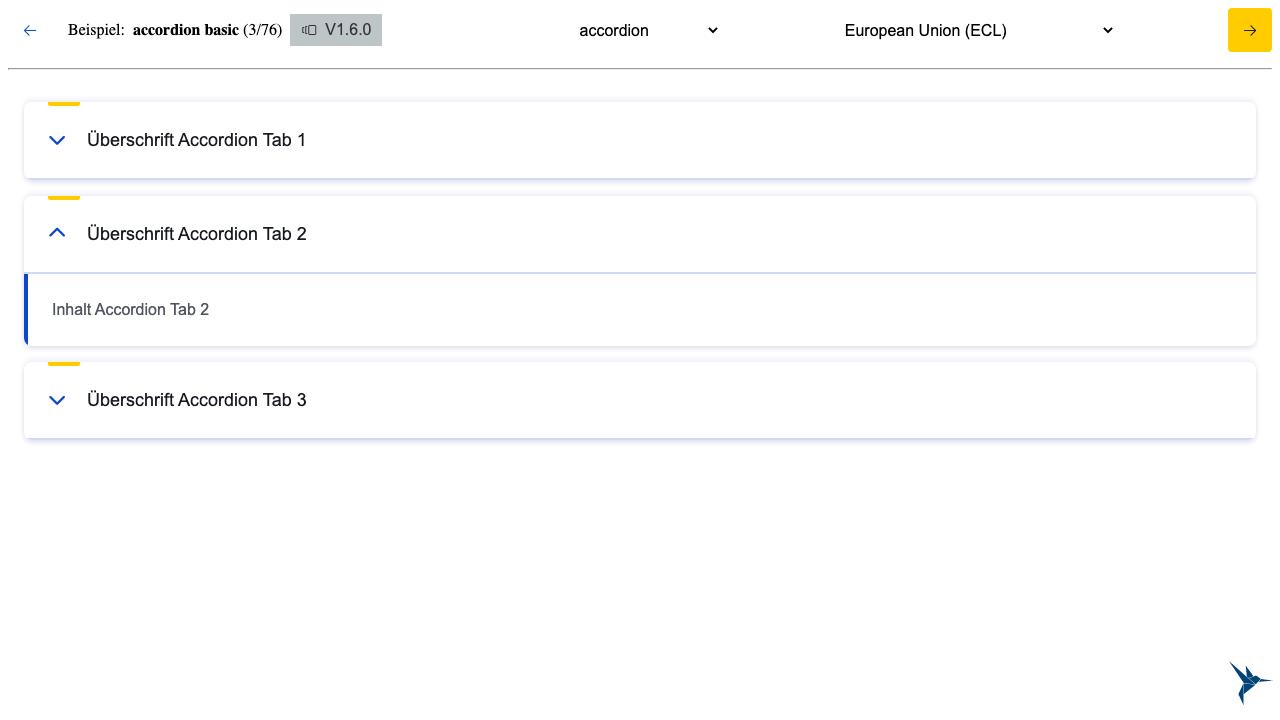 Beispiel: accordion basic (3/76) V1.6.0 accordion European Union (ECL)
Überschrift Accordion Tab 1
Überschrift Accordion Tab 2
Inhalt Accordion Tab 2
Überschrift Accordion Tab 3